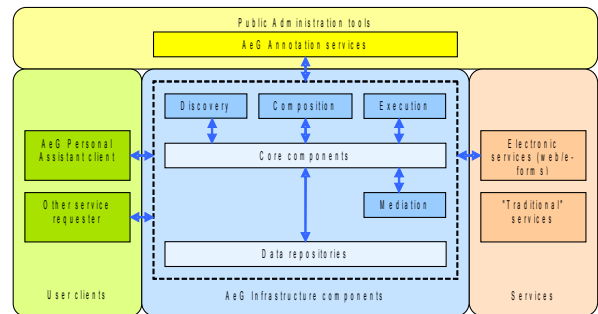 Public Administration tools
AeG Annotation services
Discovery
Composition
Execution
AeG Personal
Assistant client
Core components
Electronic
services (web/e-
forms)
Other service
requester
Mediation
"Traditional"
services
Data repositories
User clients
AeG Infrastructure components
Services